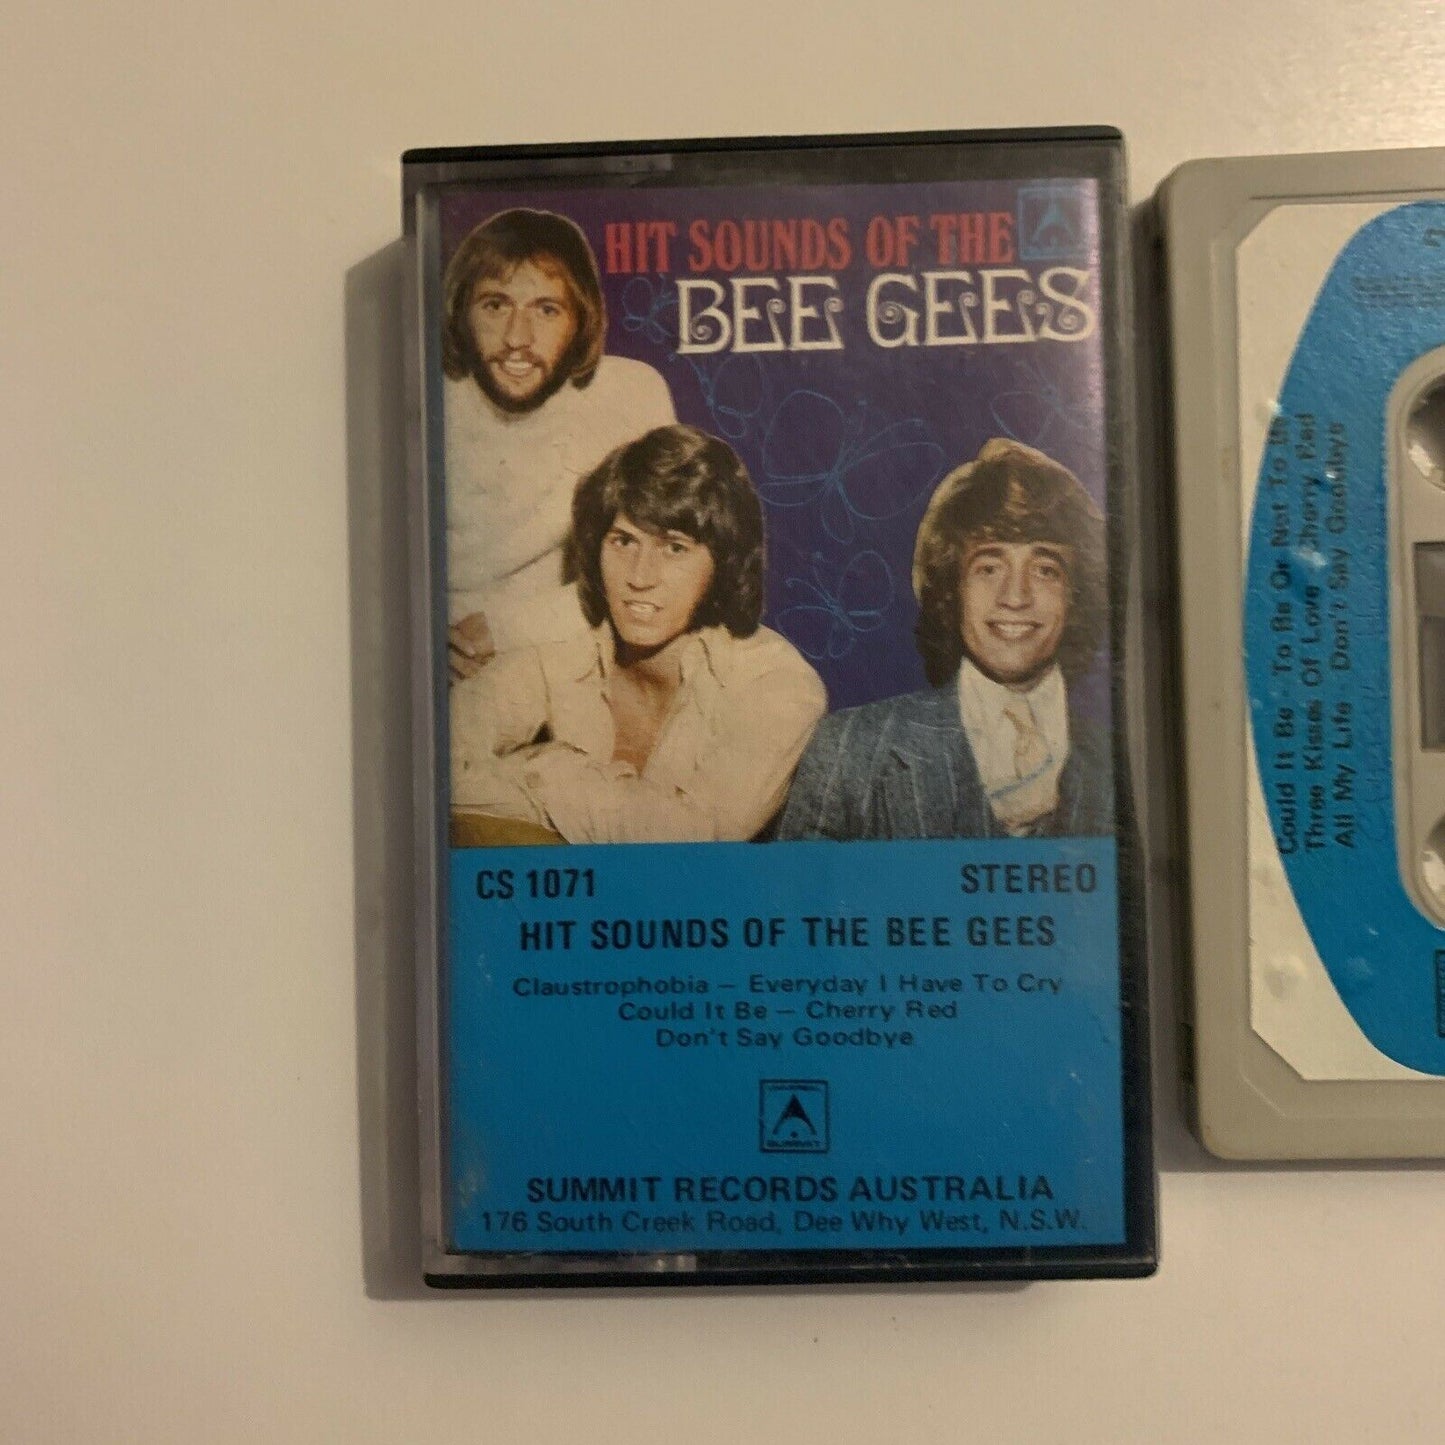 HIT SOUNDS OF THE
BEE GEES
CS 1071
STEREO
HIT SOUNDS OF THE BEE GEES
Claustrophobia – Everyday I Have To Cry
Could It Be – Cherry Red
Don't Say Goodbye
UNIVERSAL
SUMMIT
SUMMIT RECORDS AUSTRALIA
176 South Creek Road, Dee Why West, N.S.W.
Could It Be · To Be Or Not To Be
Three Kisses Of Love · Cherry Red
All My Life · Don't Say Goodbye